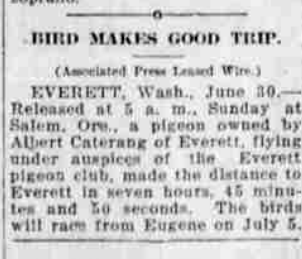 soprano.
BIRD MAKES GOOD TRIP.
(Associated Press Leased Wire.)
EVERETT, Wash., June 30.—
Released at 5 a. m., Sunday at
Salem, Ore., a pigeon owned by
Albert Caterang of Everett, flying
under auspices of the Everett
pigeon club, made the distance to
Everett in seven hours, 45 minu-
tes and 50 seconds. The birds
will race from Eugene on July 5.